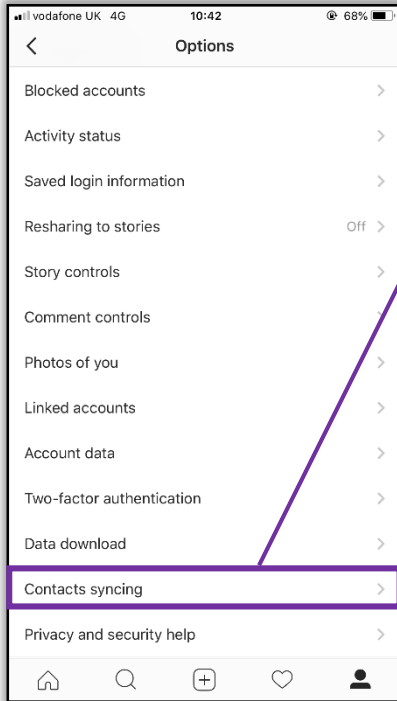 vodafone UK 4G 10:42 68%
Options
Blocked accounts
Activity status
Saved login information
Resharing to stories Off
Story controls
Comment controls
Photos of you
Linked accounts
Account data
Two-factor authentication
Data download
Contacts syncing
Privacy and security help